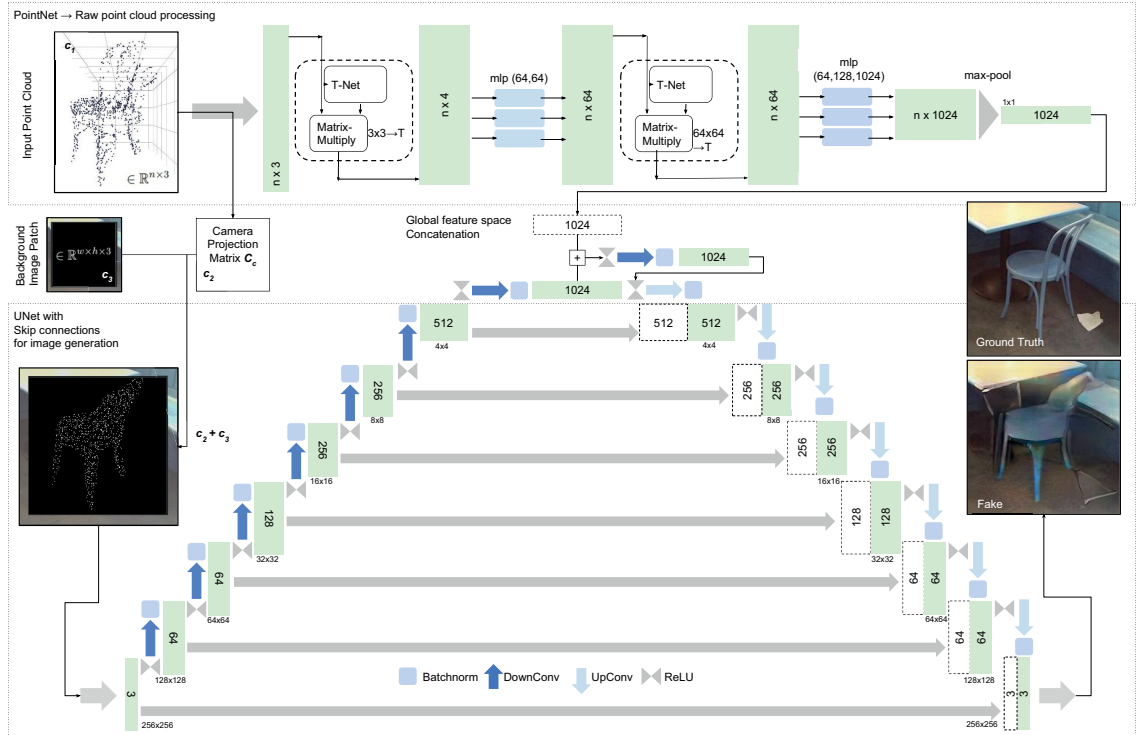 PointNet → Raw point cloud processing
Input Point Cloud
c1
∈ ℝn×3
n x 3
T-Net
Matrix-
Multiply
3x3→T
n x 4
mlp (64,64)
n x 64
T-Net
Matrix-
Multiply
64x64
→T
n x 64
mlp
(64,128,1024)
n x 1024
max-pool
1x1
1024
Background
Image Patch
∈ ℝw×h×3
c3
Camera
Projection
Matrix Cc
c2
Global feature space
Concatenation
1024
+
1024
1024
UNet with
Skip connections
for image generation
c2 + c3
512
4x4
512
512
4x4
256
8x8
256
256
8x8
256
16x16
256
256
16x16
128
32x32
128
128
32x32
64
64x64
64
64
64x64
64
128x128
64
64
128x128
3
256x256
3
3
256x256
Batchnorm
DownConv
UpConv
ReLU
Ground Truth
Fake